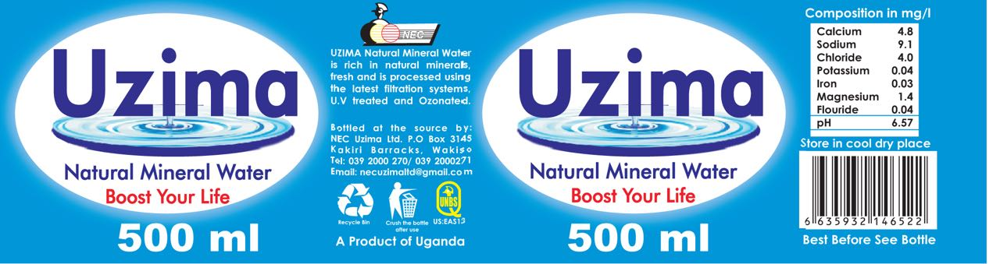 Uzima
Natural Mineral Water
Boost Your Life
500 ml
NEC
UZIMA Natural Mineral Water
is rich in natural minerals,
fresh and is processed using
the latest filtration systems,
U.V treated and Ozonated.
Bottled at the source by:
NEC Uzima Ltd. P.O Box 3145
Kakiri Barracks, Wakiso
Tel: 039 2000 270/ 039 2000271
Email: necuzimaltd@gmail.com
UNBS
Recycle Bin
Crush the bottle
after use
US:EAS13
A Product of Uganda
Uzima
Natural Mineral Water
Boost Your Life
500 ml
Composition in mg/l
Calcium 4.8
Sodium 9.1
Chloride 4.0
Potassium 0.04
Iron 0.03
Magnesium 1.4
Flouride 0.04
pH 6.57
Store in cool dry place
6 635932 146522
Best Before See Bottle